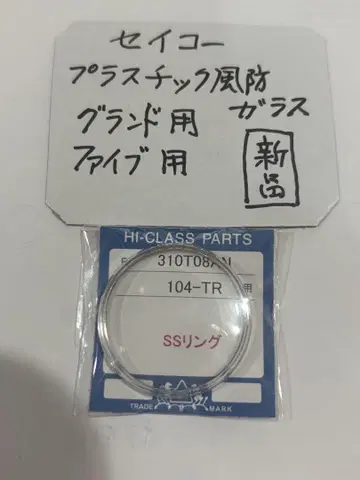 セイコー
プラスチック風防
ガラス
グランド用
ファイブ用
新品
HI-CLASS PARTS
310T08
104-TR 用
SSリング
TRADE MARK